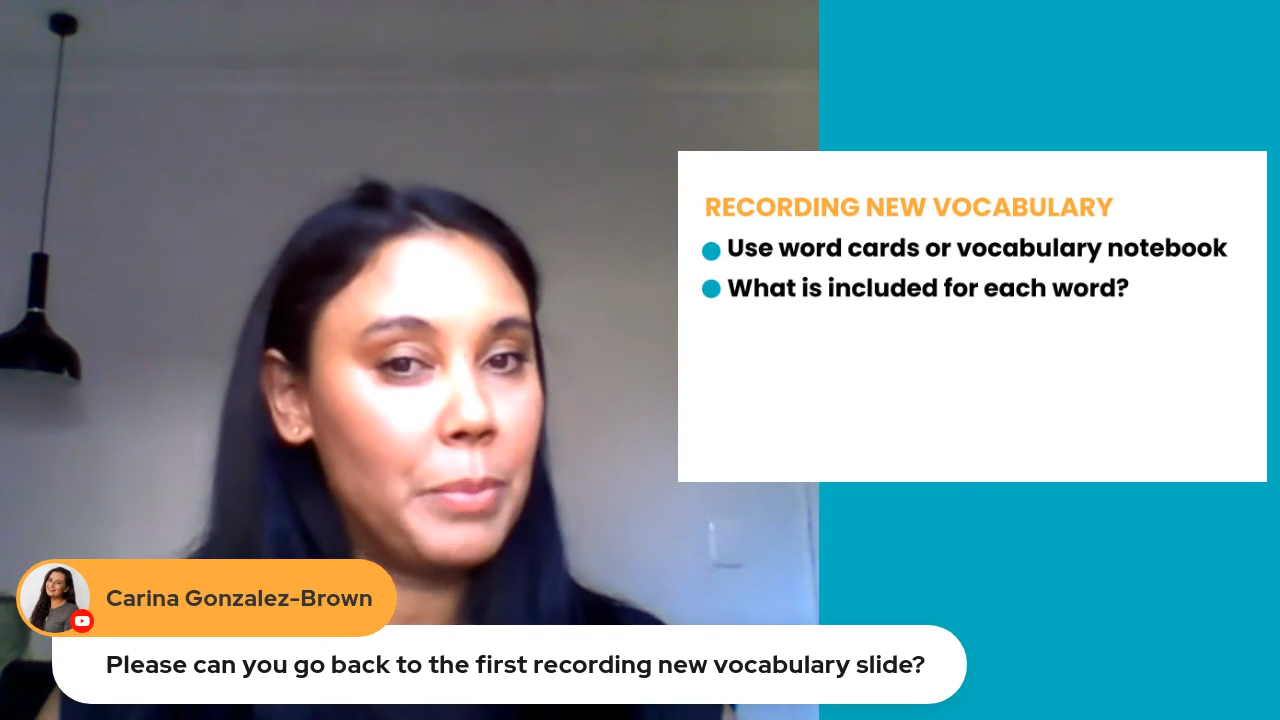 RECORDING NEW VOCABULARY
Use word cards or vocabulary notebook
What is included for each word?
Carina Gonzalez-Brown
Please can you go back to the first recording new vocabulary slide?